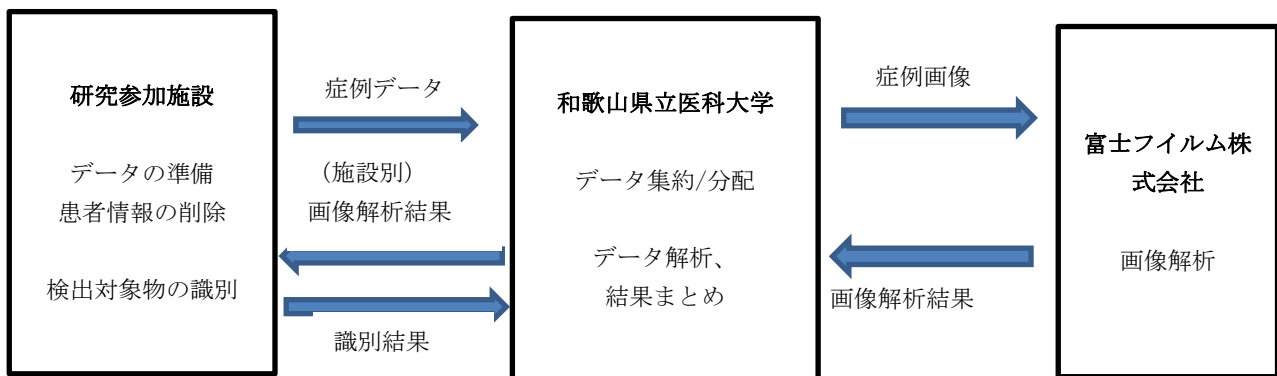 研究参加施設
データの準備
患者情報の削除
検出対象物の識別
症例データ
（施設別）
画像解析結果
識別結果
和歌山県立医科大学
データ集約/分配
データ解析、
結果まとめ
症例画像
画像解析結果
富士フイルム株
式会社
画像解析